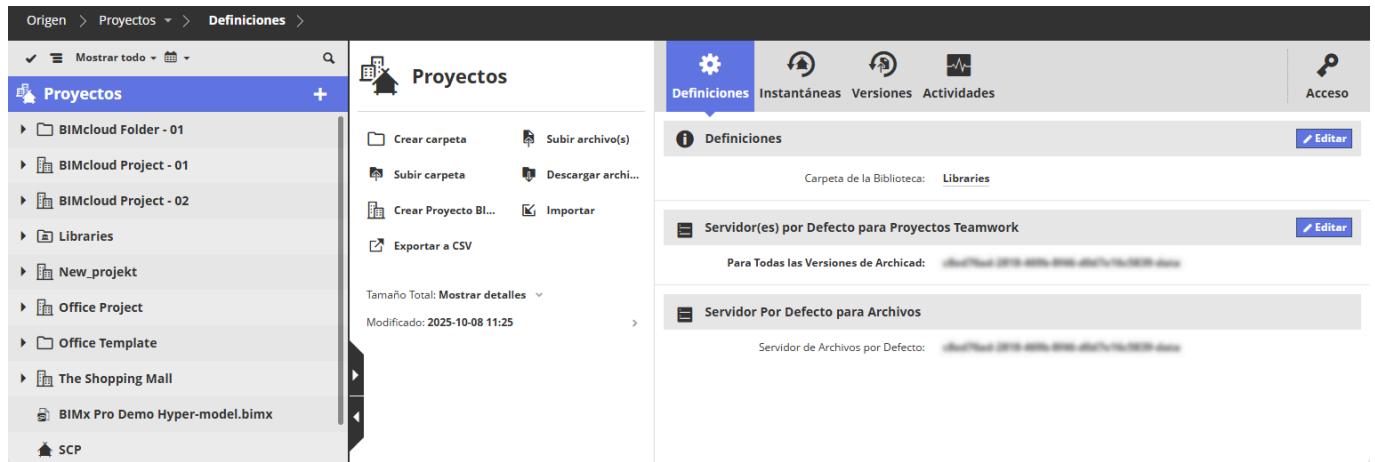 Origen > Proyectos > Definiciones >
Mostrar todo
Proyectos +
BIMcloud Folder - 01
BIMcloud Project - 01
BIMcloud Project - 02
Libraries
New_projekt
Office Project
Office Template
The Shopping Mall
BIMx Pro Demo Hyper-model.bimx
SCP
Proyectos
Crear carpeta
Subir archivo(s)
Subir carpeta
Descargar archi...
Crear Proyecto BI...
Importar
Exportar a CSV
Tamaño Total: Mostrar detalles
Modificado: 2025-10-08 11:25
Definiciones
Instantáneas
Versiones
Actividades
Acceso
Definiciones
Editar
Carpeta de la Biblioteca: Libraries
Servidor(es) por Defecto para Proyectos Teamwork
Editar
Para Todas las Versiones de Archicad:
Servidor Por Defecto para Archivos
Servidor de Archivos por Defecto: